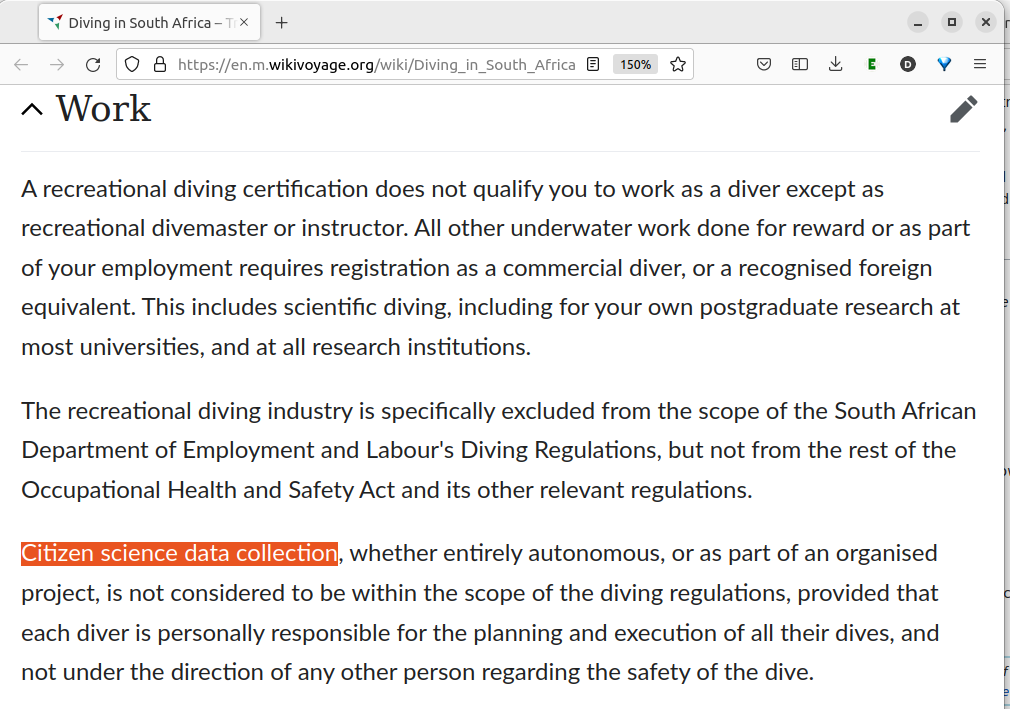 Diving in South Africa – Tr
https://en.m.wikivoyage.org/wiki/Diving_in_South_Africa 150% E D
Work
A recreational diving certification does not qualify you to work as a diver except as
recreational divemaster or instructor. All other underwater work done for reward or as part
of your employment requires registration as a commercial diver, or a recognised foreign
equivalent. This includes scientific diving, including for your own postgraduate research at
most universities, and at all research institutions.
The recreational diving industry is specifically excluded from the scope of the South African
Department of Employment and Labour's Diving Regulations, but not from the rest of the
Occupational Health and Safety Act and its other relevant regulations.
Citizen science data collection, whether entirely autonomous, or as part of an organised
project, is not considered to be within the scope of the diving regulations, provided that
each diver is personally responsible for the planning and execution of all their dives, and
not under the direction of any other person regarding the safety of the dive.